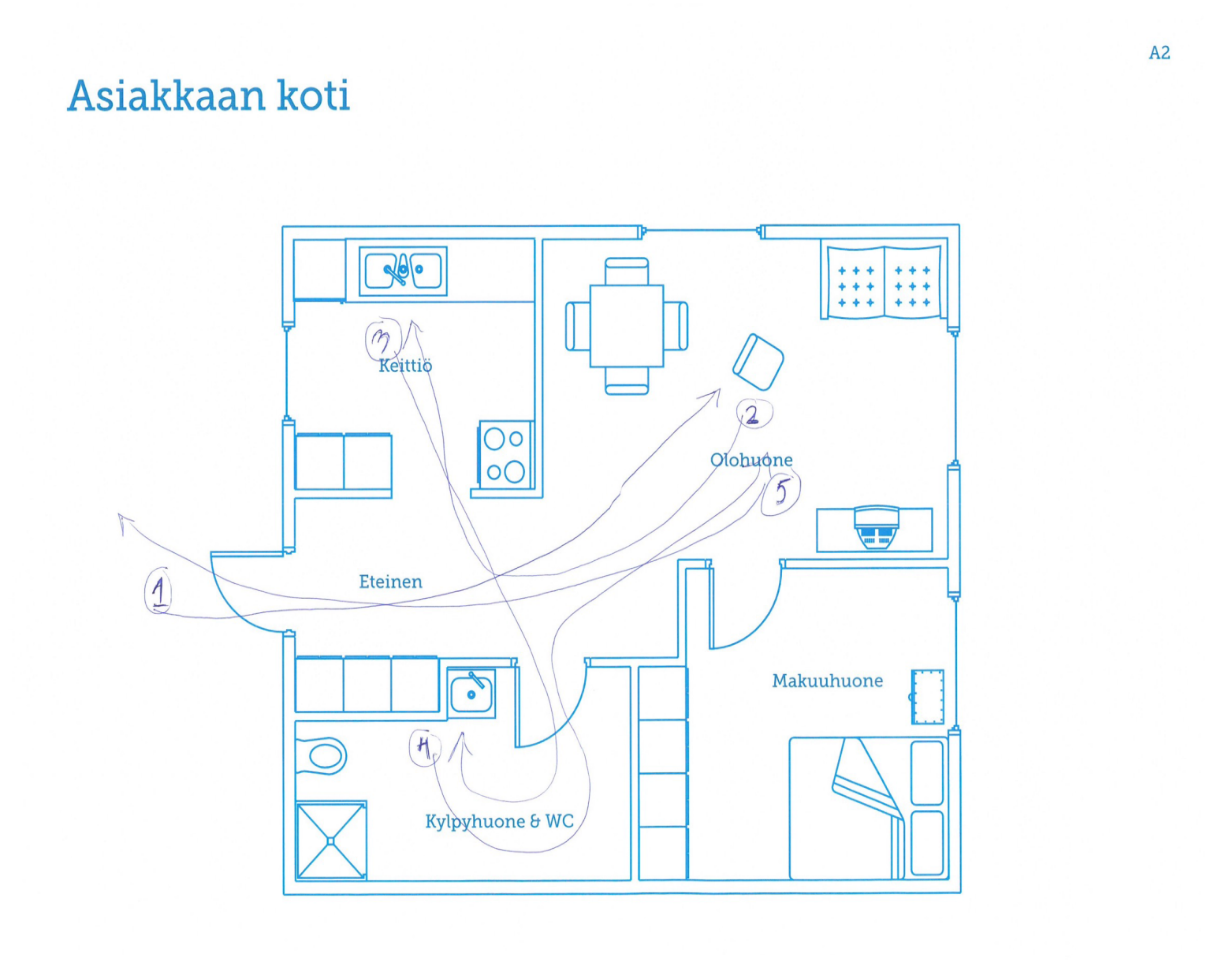 A2
Asiakkaan koti
3
Keittiö
2
Olohuone
5
1
Eteinen
Makuuhuone
4
Kylpyhuone & WC